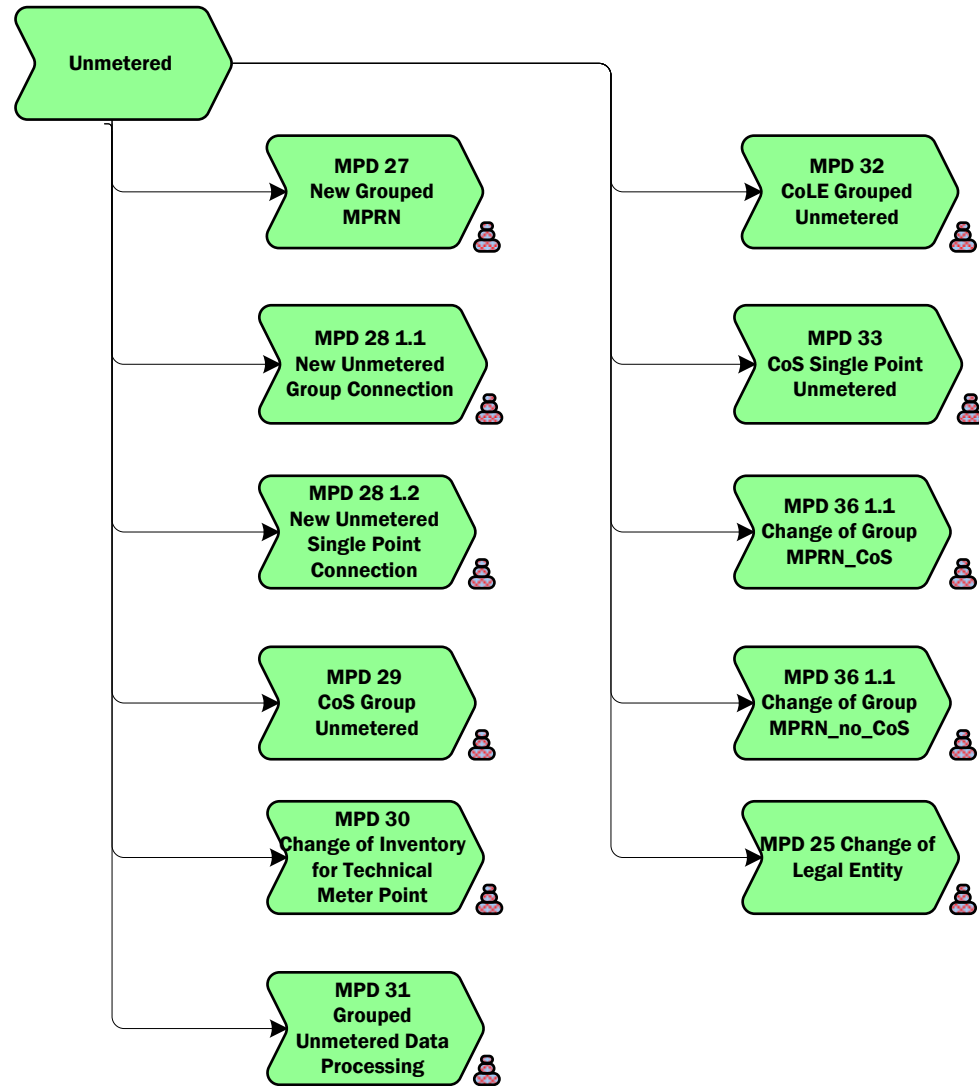 Unmetered
MPD 27
New Grouped
MPRN
MPD 28 1.1
New Unmetered
Group Connection
MPD 28 1.2
New Unmetered
Single Point
Connection
MPD 29
CoS Group
Unmetered
MPD 30
Change of Inventory
for Technical
Meter Point
MPD 31
Grouped
Unmetered Data
Processing
MPD 32
CoLE Grouped
Unmetered
MPD 33
CoS Single Point
Unmetered
MPD 36 1.1
Change of Group
MPRN_CoS
MPD 36 1.1
Change of Group
MPRN_no_CoS
MPD 25 Change of
Legal Entity